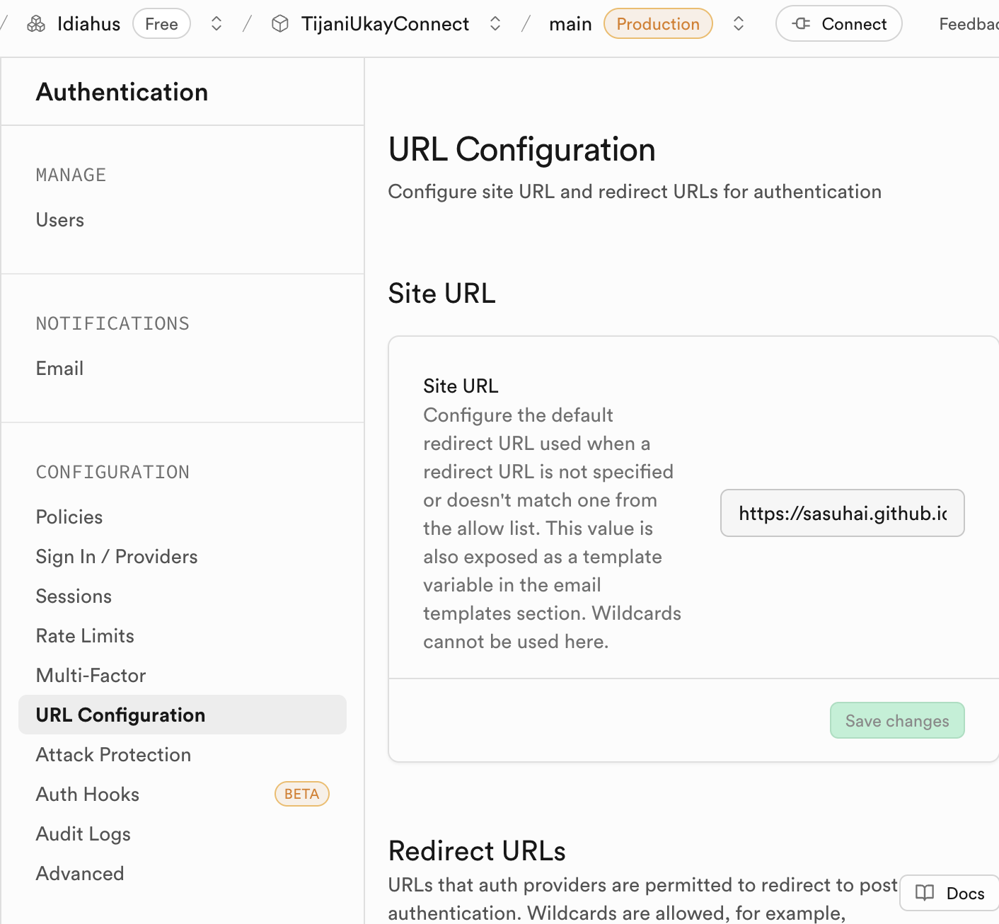 / Idiahus Free / TijaniUkayConnect / main Production Connect
Authentication
MANAGE
Users
NOTIFICATIONS
Email
CONFIGURATION
Policies
Sign In / Providers
Sessions
Rate Limits
Multi-Factor
URL Configuration
Attack Protection
Auth Hooks BETA
Audit Logs
Advanced
URL Configuration
Configure site URL and redirect URLs for authentication
Site URL
Site URL
Configure the default
redirect URL used when a
redirect URL is not specified
or doesn't match one from
the allow list. This value is
also exposed as a template
variable in the email
templates section. Wildcards
cannot be used here.
https://sasuhai.github.io
Save changes
Redirect URLs
URLs that auth providers are permitted to redirect to post
authentication. Wildcards are allowed, for example,
Docs